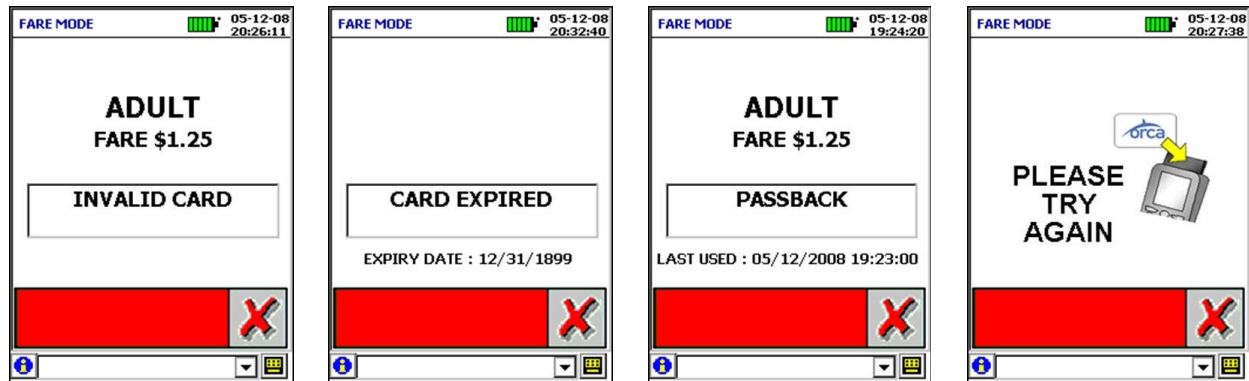 FARE MODE
05-12-08
20:26:11
ADULT
FARE $1.25
INVALID CARD
FARE MODE
05-12-08
20:32:40
CARD EXPIRED
EXPIRY DATE : 12/31/1899
FARE MODE
05-12-08
19:24:20
ADULT
FARE $1.25
PASSBACK
LAST USED : 05/12/2008 19:23:00
FARE MODE
05-12-08
20:27:38
orca
PLEASE
TRY
AGAIN